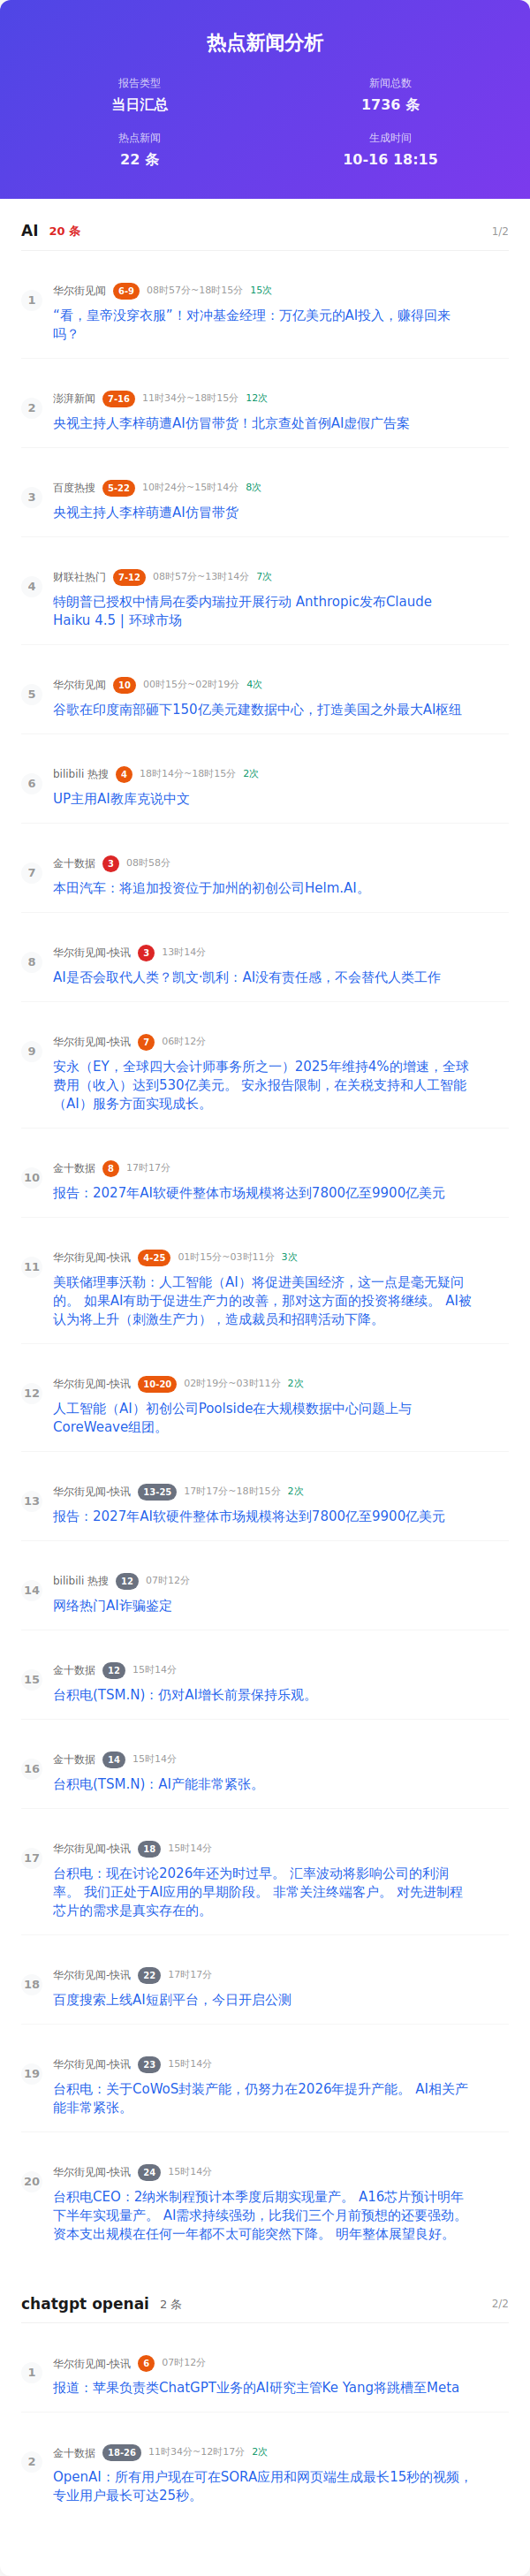 热点新闻分析
报告类型
当日汇总
新闻总数
1736 条
热点新闻
22 条
生成时间
10-16 18:15
AI 20 条 1/2
1
华尔街见闻 6-9 08时57分~18时15分 15次
“看，皇帝没穿衣服”！对冲基金经理：万亿美元的AI投入，赚得回来
吗？
2
澎湃新闻 7-16 11时34分~18时15分 12次
央视主持人李梓萌遭AI仿冒带货！北京查处首例AI虚假广告案
3
百度热搜 5-22 10时24分~15时14分 8次
央视主持人李梓萌遭AI仿冒带货
4
财联社热门 7-12 08时57分~13时14分 7次
特朗普已授权中情局在委内瑞拉开展行动 Anthropic发布Claude
Haiku 4.5 | 环球市场
5
华尔街见闻 10 00时15分~02时19分 4次
谷歌在印度南部砸下150亿美元建数据中心，打造美国之外最大AI枢纽
6
bilibili 热搜 4 18时14分~18时15分 2次
UP主用AI教库克说中文
7
金十数据 3 08时58分
本田汽车：将追加投资位于加州的初创公司Helm.AI。
8
华尔街见闻-快讯 3 13时14分
AI是否会取代人类？凯文·凯利：AI没有责任感，不会替代人类工作
9
华尔街见闻-快讯 7 06时12分
安永（EY，全球四大会计师事务所之一）2025年维持4%的增速，全球
费用（收入）达到530亿美元。 安永报告限制，在关税支持和人工智能
（AI）服务方面实现成长。
10
金十数据 8 17时17分
报告：2027年AI软硬件整体市场规模将达到7800亿至9900亿美元
11
华尔街见闻-快讯 4-25 01时15分~03时11分 3次
美联储理事沃勒：人工智能（AI）将促进美国经济，这一点是毫无疑问
的。 如果AI有助于促进生产力的改善，那对这方面的投资将继续。 AI被
认为将上升（刺激生产力），造成裁员和招聘活动下降。
12
华尔街见闻-快讯 10-20 02时19分~03时11分 2次
人工智能（AI）初创公司Poolside在大规模数据中心问题上与
CoreWeave组团。
13
华尔街见闻-快讯 13-25 17时17分~18时15分 2次
报告：2027年AI软硬件整体市场规模将达到7800亿至9900亿美元
14
bilibili 热搜 12 07时12分
网络热门AI诈骗鉴定
15
金十数据 12 15时14分
台积电(TSM.N)：仍对AI增长前景保持乐观。
16
金十数据 14 15时14分
台积电(TSM.N)：AI产能非常紧张。
17
华尔街见闻-快讯 18 15时14分
台积电：现在讨论2026年还为时过早。 汇率波动将影响公司的利润
率。 我们正处于AI应用的早期阶段。 非常关注终端客户。 对先进制程
芯片的需求是真实存在的。
18
华尔街见闻-快讯 22 17时17分
百度搜索上线AI短剧平台，今日开启公测
19
华尔街见闻-快讯 23 15时14分
台积电：关于CoWoS封装产能，仍努力在2026年提升产能。 AI相关产
能非常紧张。
20
华尔街见闻-快讯 24 15时14分
台积电CEO：2纳米制程预计本季度后期实现量产。 A16芯片预计明年
下半年实现量产。 AI需求持续强劲，比我们三个月前预想的还要强劲。
资本支出规模在任何一年都不太可能突然下降。 明年整体展望良好。
chatgpt openai 2 条 2/2
1
华尔街见闻-快讯 6 07时12分
报道：苹果负责类ChatGPT业务的AI研究主管Ke Yang将跳槽至Meta
2
金十数据 18-26 11时34分~12时17分 2次
OpenAI：所有用户现在可在SORA应用和网页端生成最长15秒的视频，
专业用户最长可达25秒。